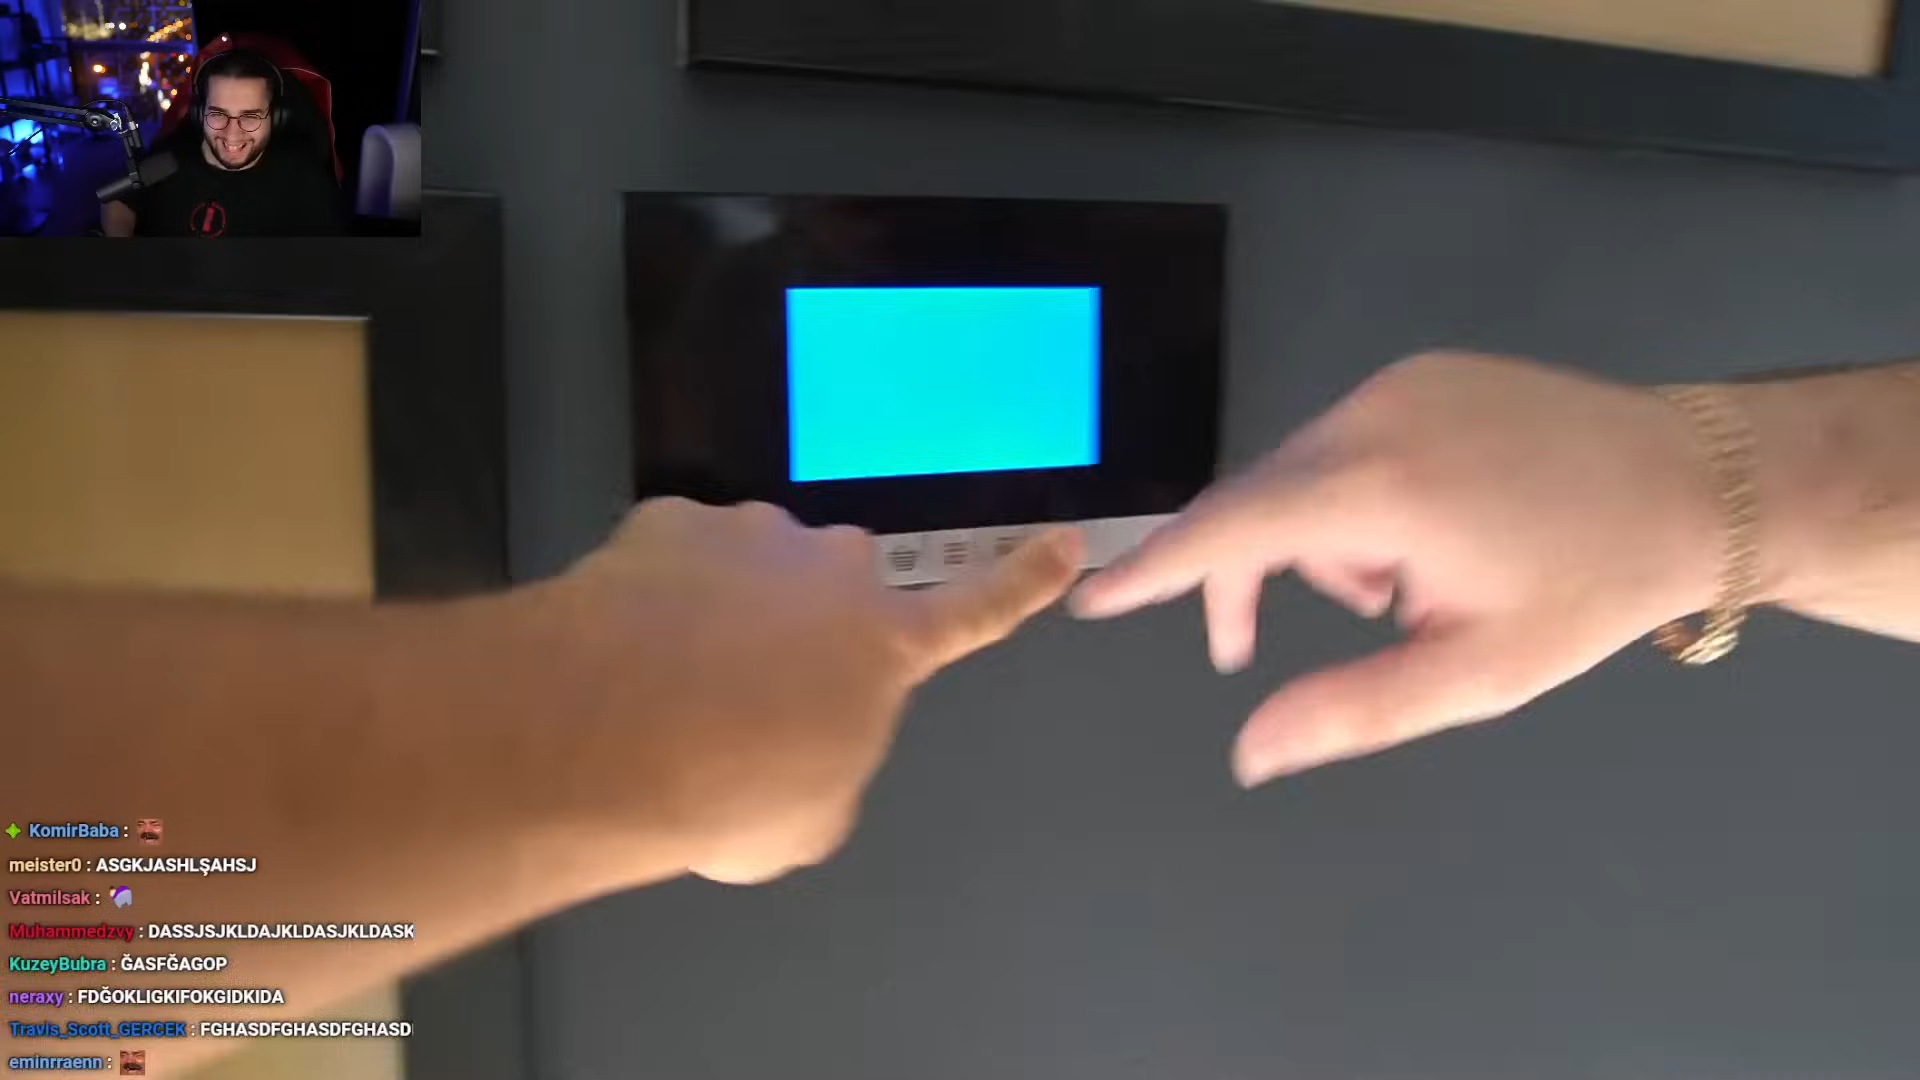 KomirBaba :
meister0 : ASGKJASHLŞAHSJ
Vatmilsak :
Muhammedzvy : DASSJSJKLDAJKLDASJKLDASK
KuzeyBubra : ĞASFĞAGOP
neraxy : FDĞOKLIGKIFOKGIDKIDA
Travis_Scott_GERCEK : FGHASDFGHASDFGHASD
eminrraenn :